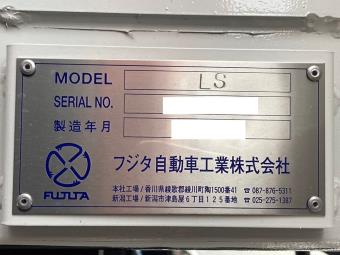 MODEL LS
SERIAL NO.
製造年月
フジタ自動車工業株式会社
FUJITA
本社工場/香川県綾歌郡綾川町陶1500番41 ☎ 087-876-5311
新潟工場/新潟市津島屋6丁目125番地 ☎ 025-275-1387